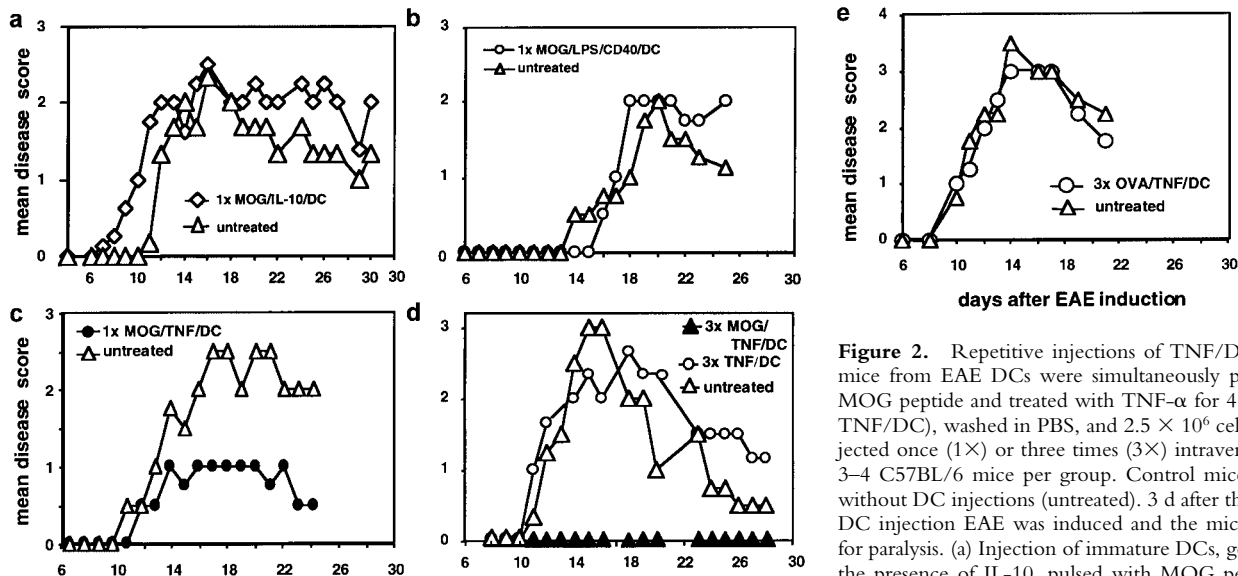 a
mean disease score
3
2
1
0
1x MOG/IL-10/DC
untreated
6 10 14 18 22 26 30 30
b
3
2
1
0
1x MOG/LPS/CD40/DC
untreated
6 10 14 18 22 26 30
e
mean disease score
4
3
2
1
0
3x OVA/TNF/DC
untreated
6 10 14 18 22 26 30
days after EAE induction
c
mean disease score
3
2
1
0
1x MOG/TNF/DC
untreated
6 10 14 18 22 26 30
d
3
2
1
0
3x MOG/
TNF/DC
3x TNF/DC
untreated
6 10 14 18 22 26 30
Figure 2. Repetitive injections of TNF/D
mice from EAE DCs were simultaneously p
MOG peptide and treated with TNF-α for 4
TNF/DC), washed in PBS, and 2.5 × 10⁶ cel
jected once (1×) or three times (3×) intraver
3–4 C57BL/6 mice per group. Control mice
without DC injections (untreated). 3 d after th
DC injection EAE was induced and the mic
for paralysis. (a) Injection of immature DCs, g
the presence of IL-10, pulsed with MOG pe